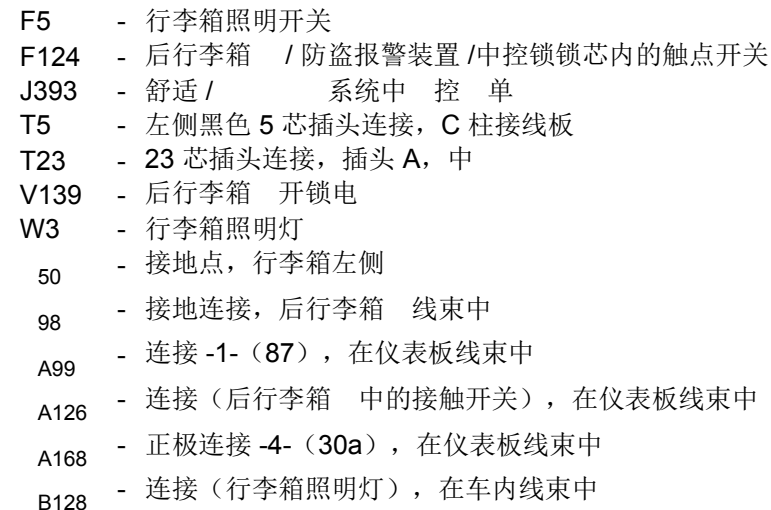 F5 - 行李箱照明开关
F124 - 后行李箱 / 防盗报警装置 /中控锁锁芯内的触点开关
J393 - 舒适 / 系统中 控 单
T5 - 左侧黑色 5 芯插头连接，C 柱接线板
T23 - 23 芯插头连接，插头 A，中
V139 - 后行李箱 开锁电
W3 - 行李箱照明灯
50 - 接地点，行李箱左侧
98 - 接地连接，后行李箱 线束中
A99 - 连接 -1-（87），在仪表板线束中
A126 - 连接（后行李箱 中的接触开关），在仪表板线束中
A168 - 正极连接 -4-（30a），在仪表板线束中
B128 - 连接（行李箱照明灯），在车内线束中